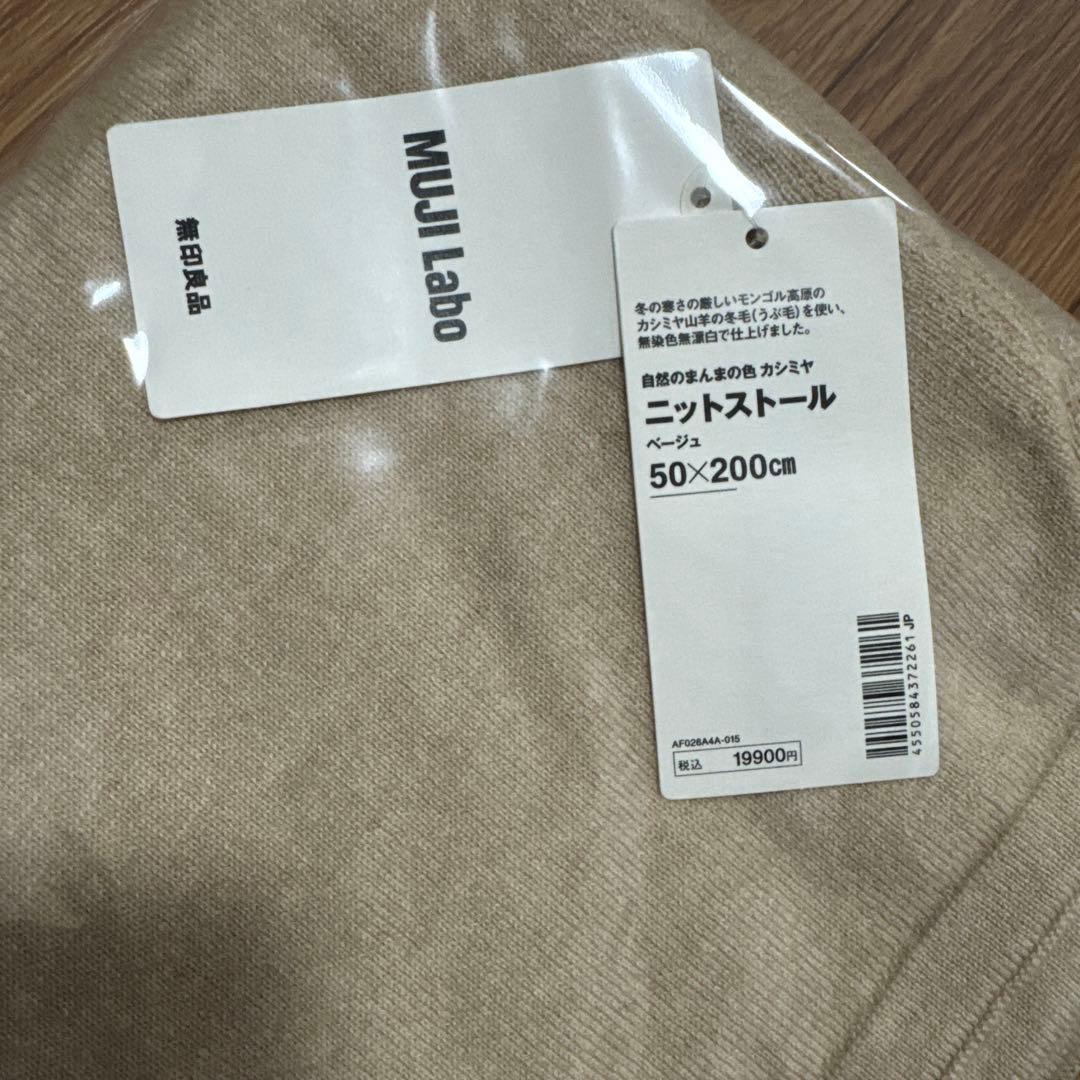 MUJI Labo
無印良品
冬の寒さの厳しいモンゴル高原の
カシミヤ山羊の冬毛(うぶ毛)を使い、
無染色無漂白で仕上げました。
自然のまんまの色 カシミヤ
ニットストール
ベージュ
50×200cm
4550584372261 JP
AF026A4A-015
税込 19900円